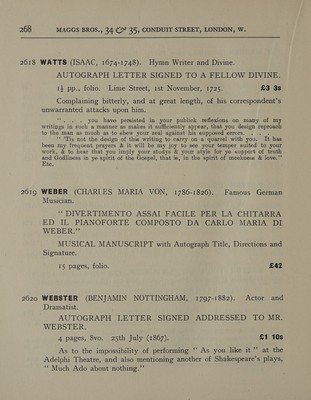 268 MAGGS BROS., 34 & 35, CONDUIT STREET, LONDON, W.
2618 WATTS (ISAAC, 1674-1748). Hymn Writer and Divine.
AUTOGRAPH LETTER SIGNED TO A FELLOW DIVINE.
1½ pp., folio. Lime Street, 1st November, 1725. £3 3s
Complaining bitterly, and at great length, of his correspondent's
unwarranted attacks upon him.
" . . . you have persisted in your publick reflexions on many of my
writings in such a manner as makes it sufficiently appear, that you design reproach
to the man as much as to shew your zeal against his supposed errors. . . .
" 'Tis not the design of this writing to carry on a quarrel with you. It has
been my frequent prayers & it will be my joy to see your temper suited to your
work, & to hear that you imply your studys & your style for ye support of truth
and Godliness in ye spirit of the Gospel, that is, in the spirit of meekness & love."
Etc.
2619 WEBER (CHARLES MARIA VON, 1786-1826). Famous German
Musician.
" DIVERTIMENTO ASSAI FACILE PER LA CHITARRA
ED IL PIANOFORTE COMPOSTO DA CARLO MARIA DI
WEBER."
MUSICAL MANUSCRIPT with Autograph Title, Directions and
Signature.
15 pages, folio. £42
2620 WEBSTER (BENJAMIN NOTTINGHAM, 1797-1882). Actor and
Dramatist.
AUTOGRAPH LETTER SIGNED ADDRESSED TO MR.
WEBSTER.
4 pages, 8vo. 25th July (1867). £1 10s
As to the impossibility of performing " As you like it " at the
Adelphi Theatre, and also mentioning another of Shakespeare's plays,
" Much Ado about nothing."